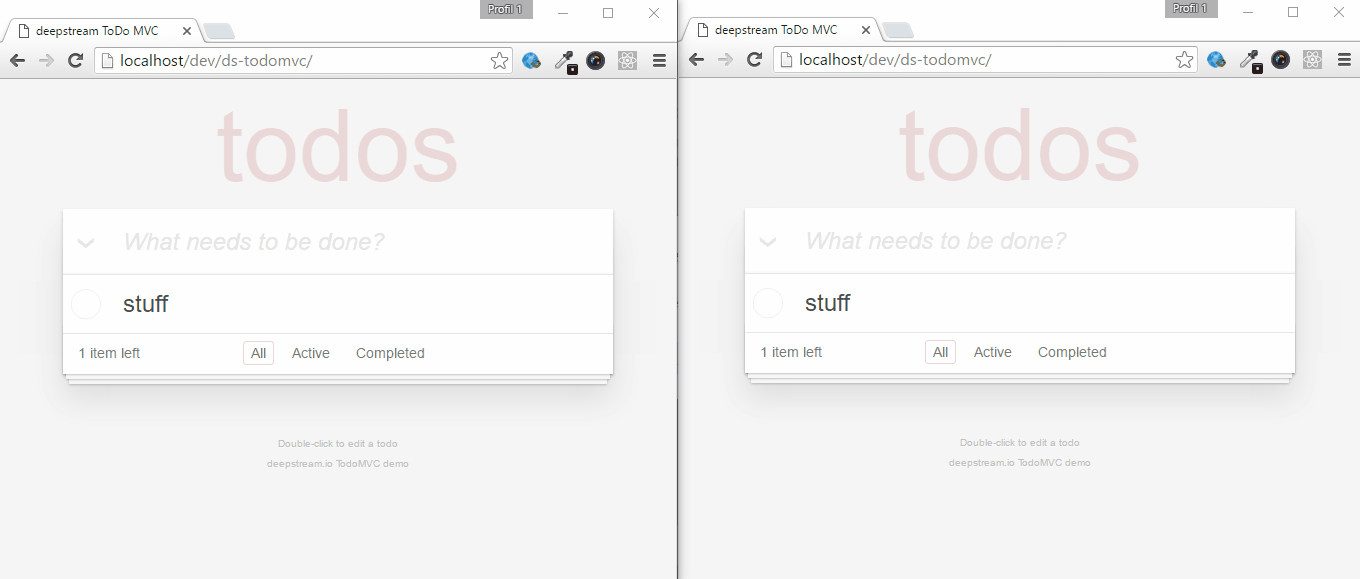 Profil 1
deepstream ToDo MVC
localhost/dev/ds-todomvc/
todos
What needs to be done?
stuff
1 item left All Active Completed
Double-click to edit a todo
deepstream.io TodoMVC demo
Profil 1
deepstream ToDo MVC
localhost/dev/ds-todomvc/
todos
What needs to be done?
stuff
1 item left All Active Completed
Double-click to edit a todo
deepstream.io TodoMVC demo